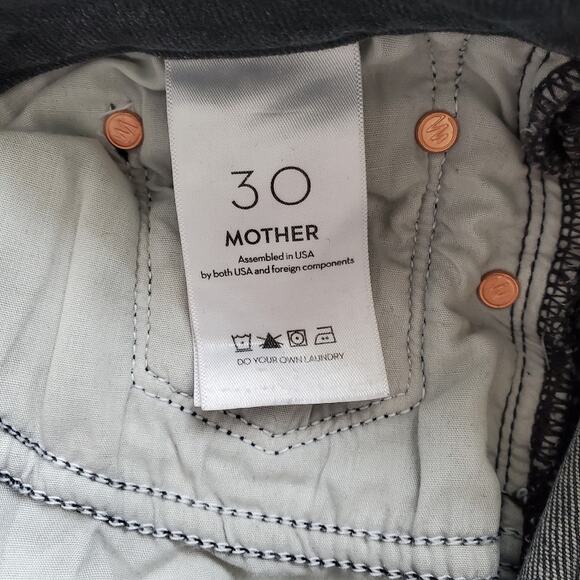 30
MOTHER
Assembled in USA
by both USA and foreign components
DO YOUR OWN LAUNDRY